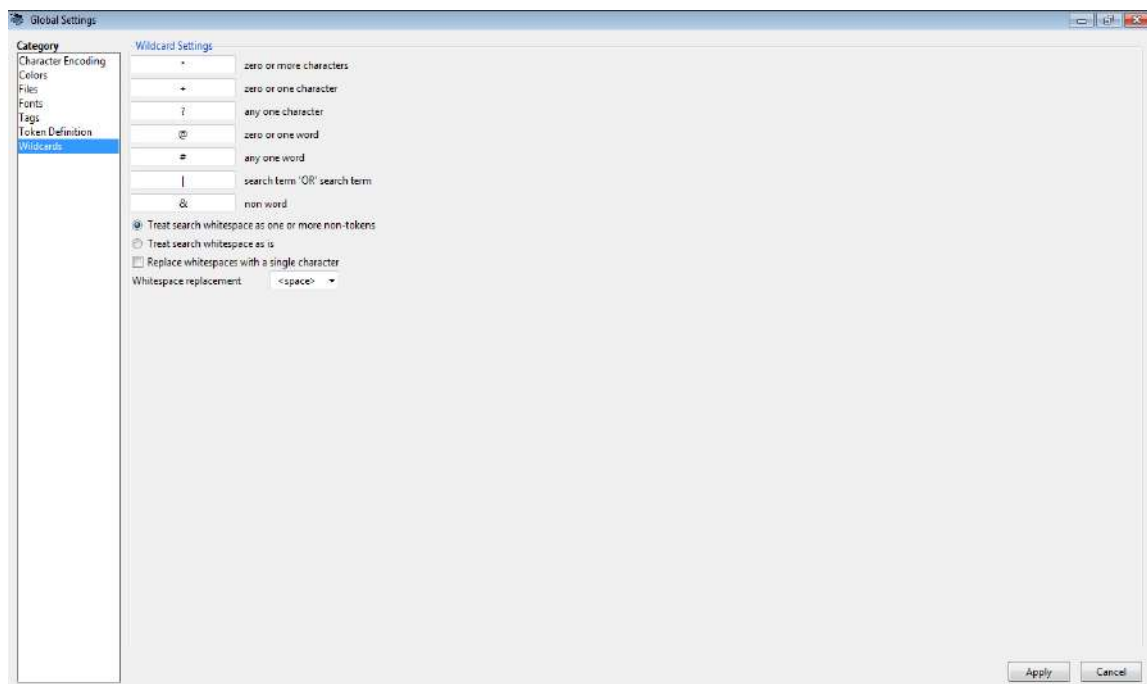 Global Settings
Category
Character Encoding
Colors
Files
Fonts
Tags
Token Definition
Wildcards
Wildcard Settings
* zero or more characters
+ zero or one character
? any one character
@ zero or one word
# any one word
| search term 'OR' search term
& non word
Treat search whitespace as one or more non-tokens
Treat search whitespace as is
Replace whitespaces with a single character
Whitespace replacement <space>
Apply Cancel